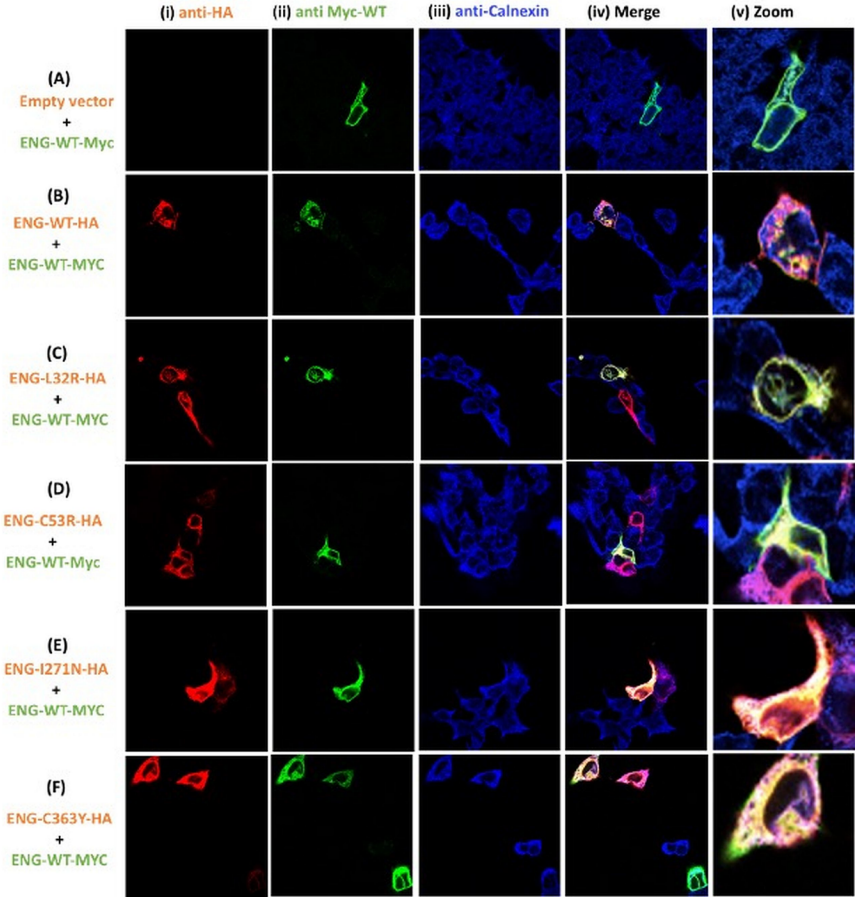 (i) anti-HA (ii) anti Myc-WT (iii) anti-Calnexin (iv) Merge (v) Zoom
(A)
Empty vector
+
ENG-WT-Myc
(B)
ENG-WT-HA
+
ENG-WT-MYC
(C)
ENG-L32R-HA
+
ENG-WT-MYC
(D)
ENG-C53R-HA
+
ENG-WT-Myc
(E)
ENG-I271N-HA
+
ENG-WT-MYC
(F)
ENG-C363Y-HA
+
ENG-WT-MYC